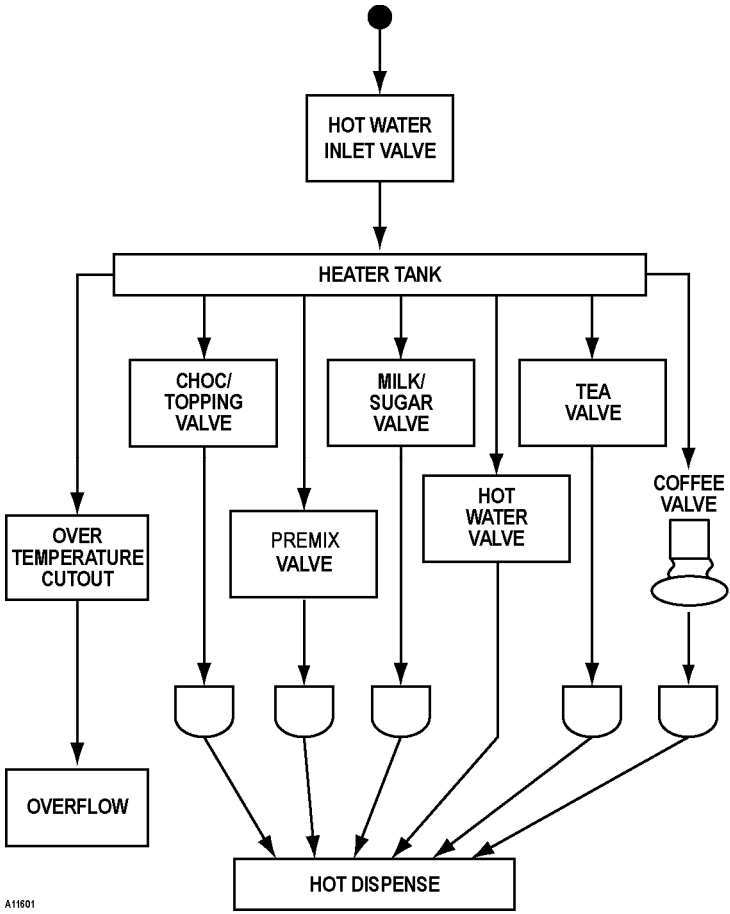 HOT WATER
INLET VALVE
HEATER TANK
CHOC/
TOPPING
VALVE
MILK/
SUGAR
VALVE
TEA
VALVE
COFFEE
VALVE
HOT
WATER
VALVE
PREMIX
VALVE
OVER
TEMPERATURE
CUTOUT
OVERFLOW
HOT DISPENSE
A11601